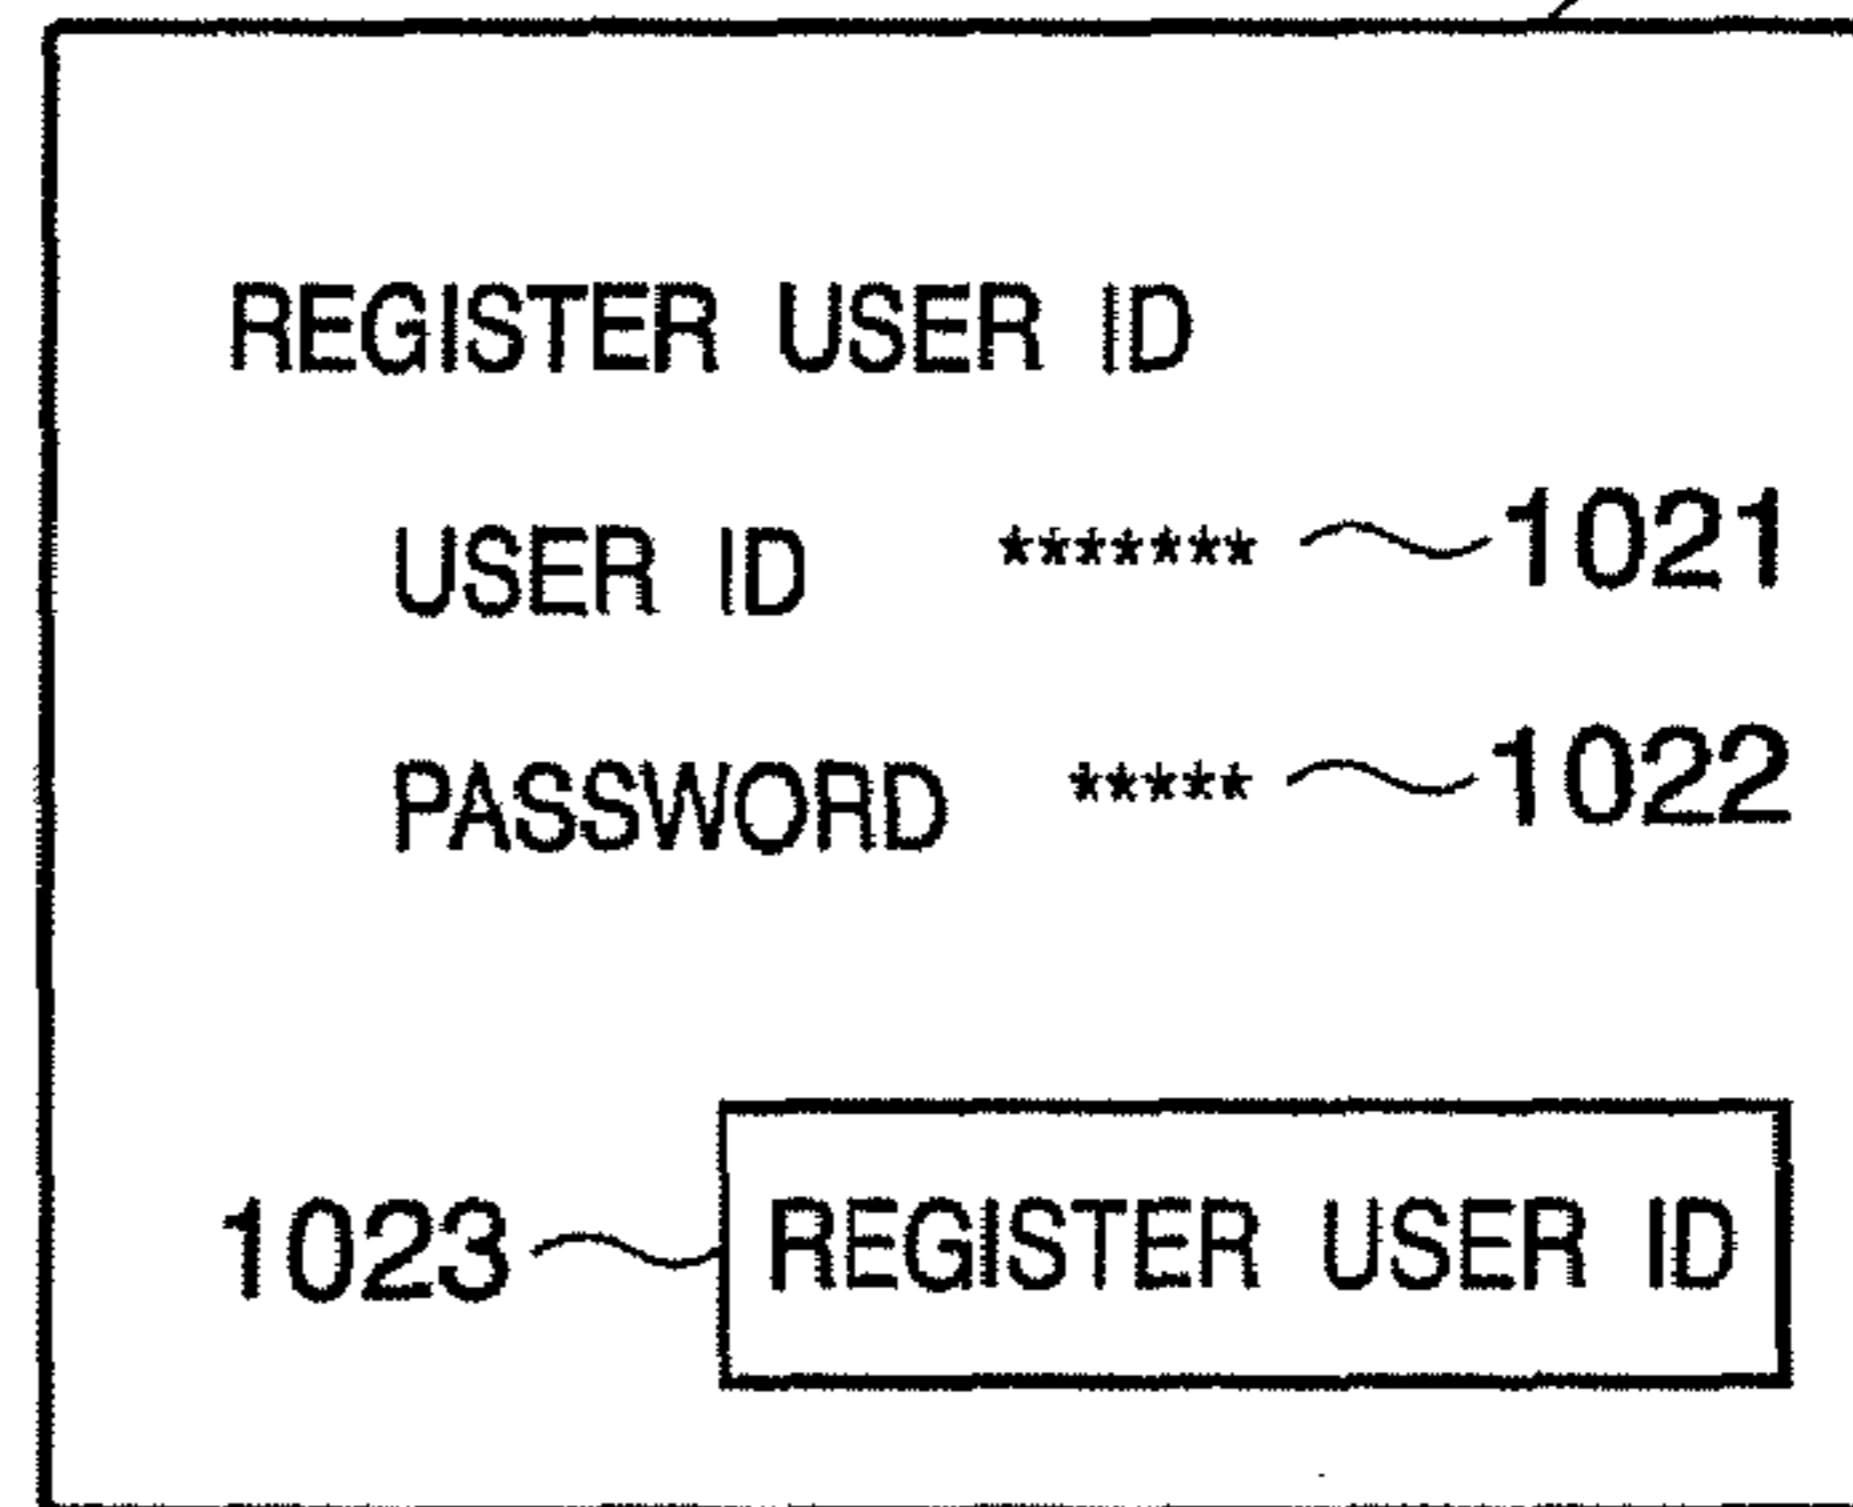 REGISTER USER ID
USER ID ******* 1021
PASSWORD ***** 1022
1023 REGISTER USER ID